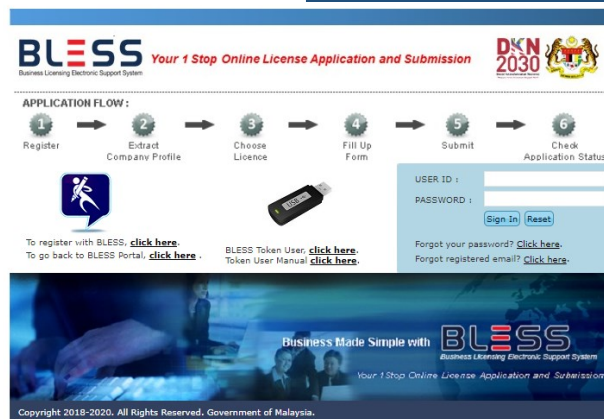 BLESS
Business Licensing Electronic Support System
Your 1 Stop Online License Application and Submission
DKN
2030
APPLICATION FLOW :
1 2 3 4 5 6
Register
Extract
Company Profile
Choose
Licence
Fill Up
Form
Submit
Check
Application Status
USB
USER ID :
PASSWORD :
Sign In Reset
To register with BLESS, click here.
To go back to BLESS Portal, click here .
BLESS Token User, click here.
Token User Manual click here.
Forgot your password? Click here.
Forgot registered email? Click here.
Business Made Simple with BLESS
Business Licensing Electronic Support System
Your 1 Stop Online License Application and Submission
Copyright 2018-2020. All Rights Reserved. Government of Malaysia.